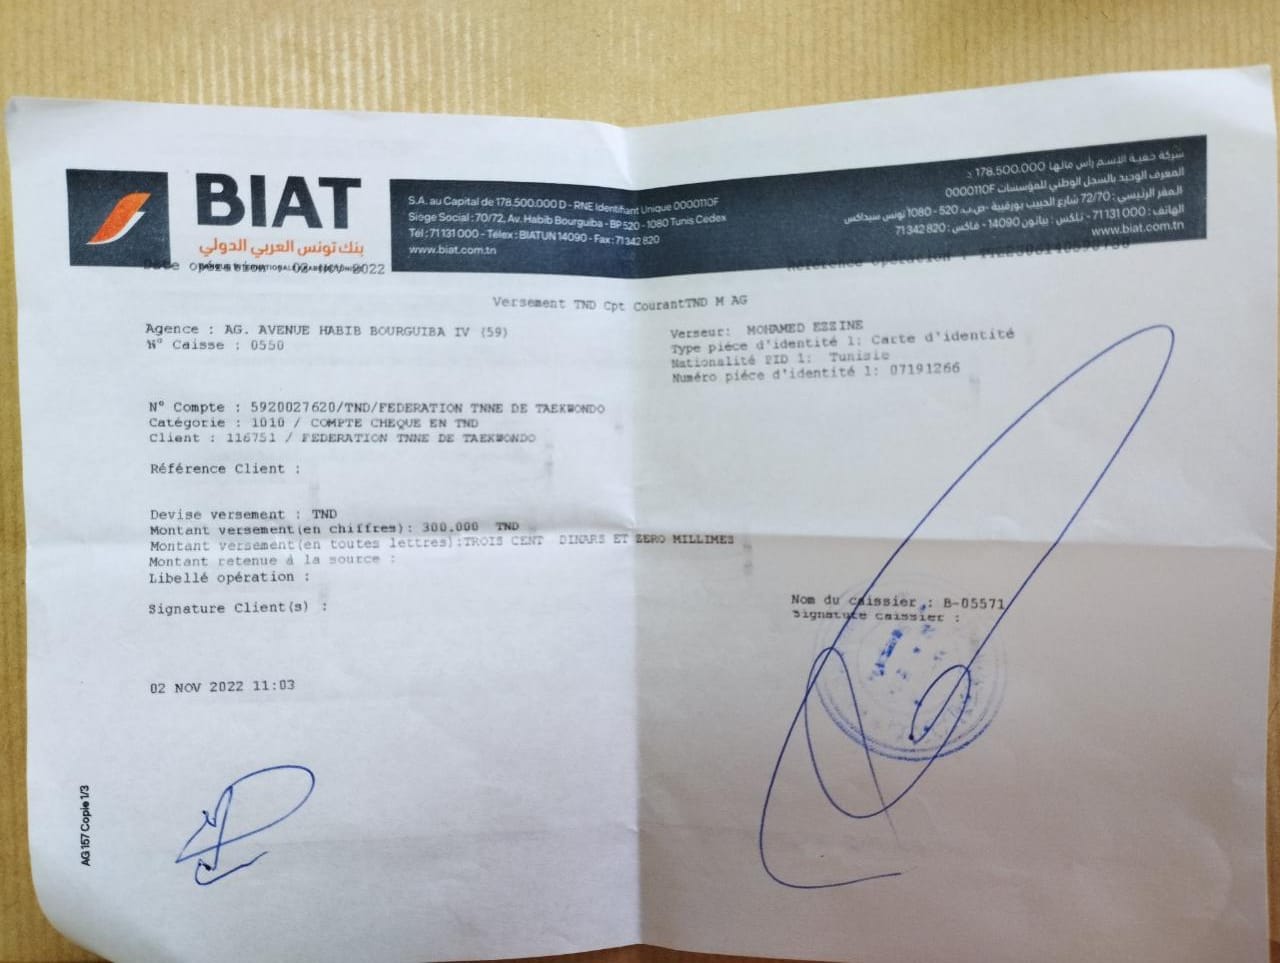 BIAT
بنك تونس العربي الدولي
S.A. au Capital de 178.500.000 D - RNE Identifiant Unique 0000110F
Siege Social : 70/72, Av. Habib Bourguiba - BP 520 - 1080 Tunis Cedex
Tél : 71 131 000 - Télex : BIATUN 14090 - Fax : 71 342 820
www.biat.com.tn
شركة خفية الاسم رأس مالها 178.500.000 د
المعرف الوحيد بالسجل الوطني للمؤسسات 0000110F
المقر الرئيسي : 72/70 شارع الحبيب بورقيبة - ص.ب. 520 - 1080 تونس سيداكس
الهاتف : 000 131 71 - تلكس : بياتون 14090 - فاكس : 820 342 71
www.biat.com.tn
Date opération 2022
Référence opération :
Versement TND Cpt CourantTND M AG
Agence : AG. AVENUE HABIB BOURGUIBA IV (59)
N° Caisse : 0550
Verseur: MOHAMED EZZINE
Type piéce d'identité 1: Carte d'identité
Nationalité PID 1: Tunisie
Numéro piéce d'identité 1: 07191266
N° Compte : 5920027620/TND/FEDERATION TNNE DE TAEKWONDO
Catégorie : 1010 / COMPTE CHEQUE EN TND
Client : 116751 / FEDERATION TNNE DE TAEKWONDO
Référence Client :
Devise versement : TND
Montant versement(en chiffres): 300.000 TND
Montant versement(en toutes lettres):TROIS CENT DINARS ET ZERO MILLIMES
Montant retenue à la source :
Libellé opération :
Signature Client(s) :
Nom du caissier : B-05571
Signature caissier :
02 NOV 2022 11:03
AG 157 Copie 1/3